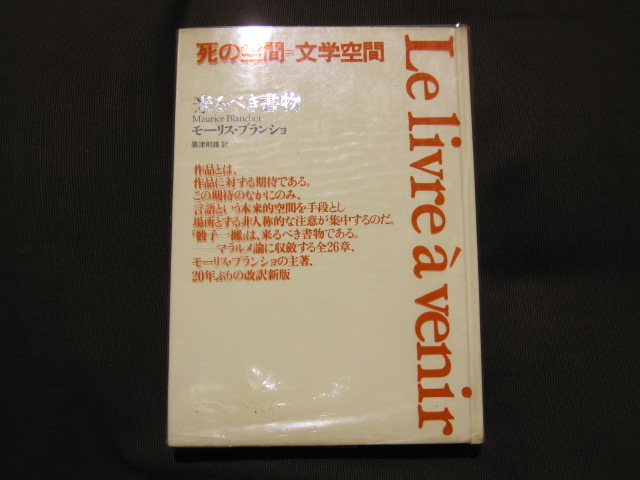 死の空間=文学空間
来るべき書物
Maurice Blanchot
モーリス・ブランショ
粟津則雄 訳
作品とは、
作品に対する期待である。
この期待のなかにのみ、
言語という本来的空間を手段とし
場所とする非人称的な注意が集中するのだ。
『骰子一擲』は、来るべき書物である。
――マラルメ論に収斂する全26章、
モーリス・ブランショの主著、
20年ぶりの改訳新版
Le livre à venir